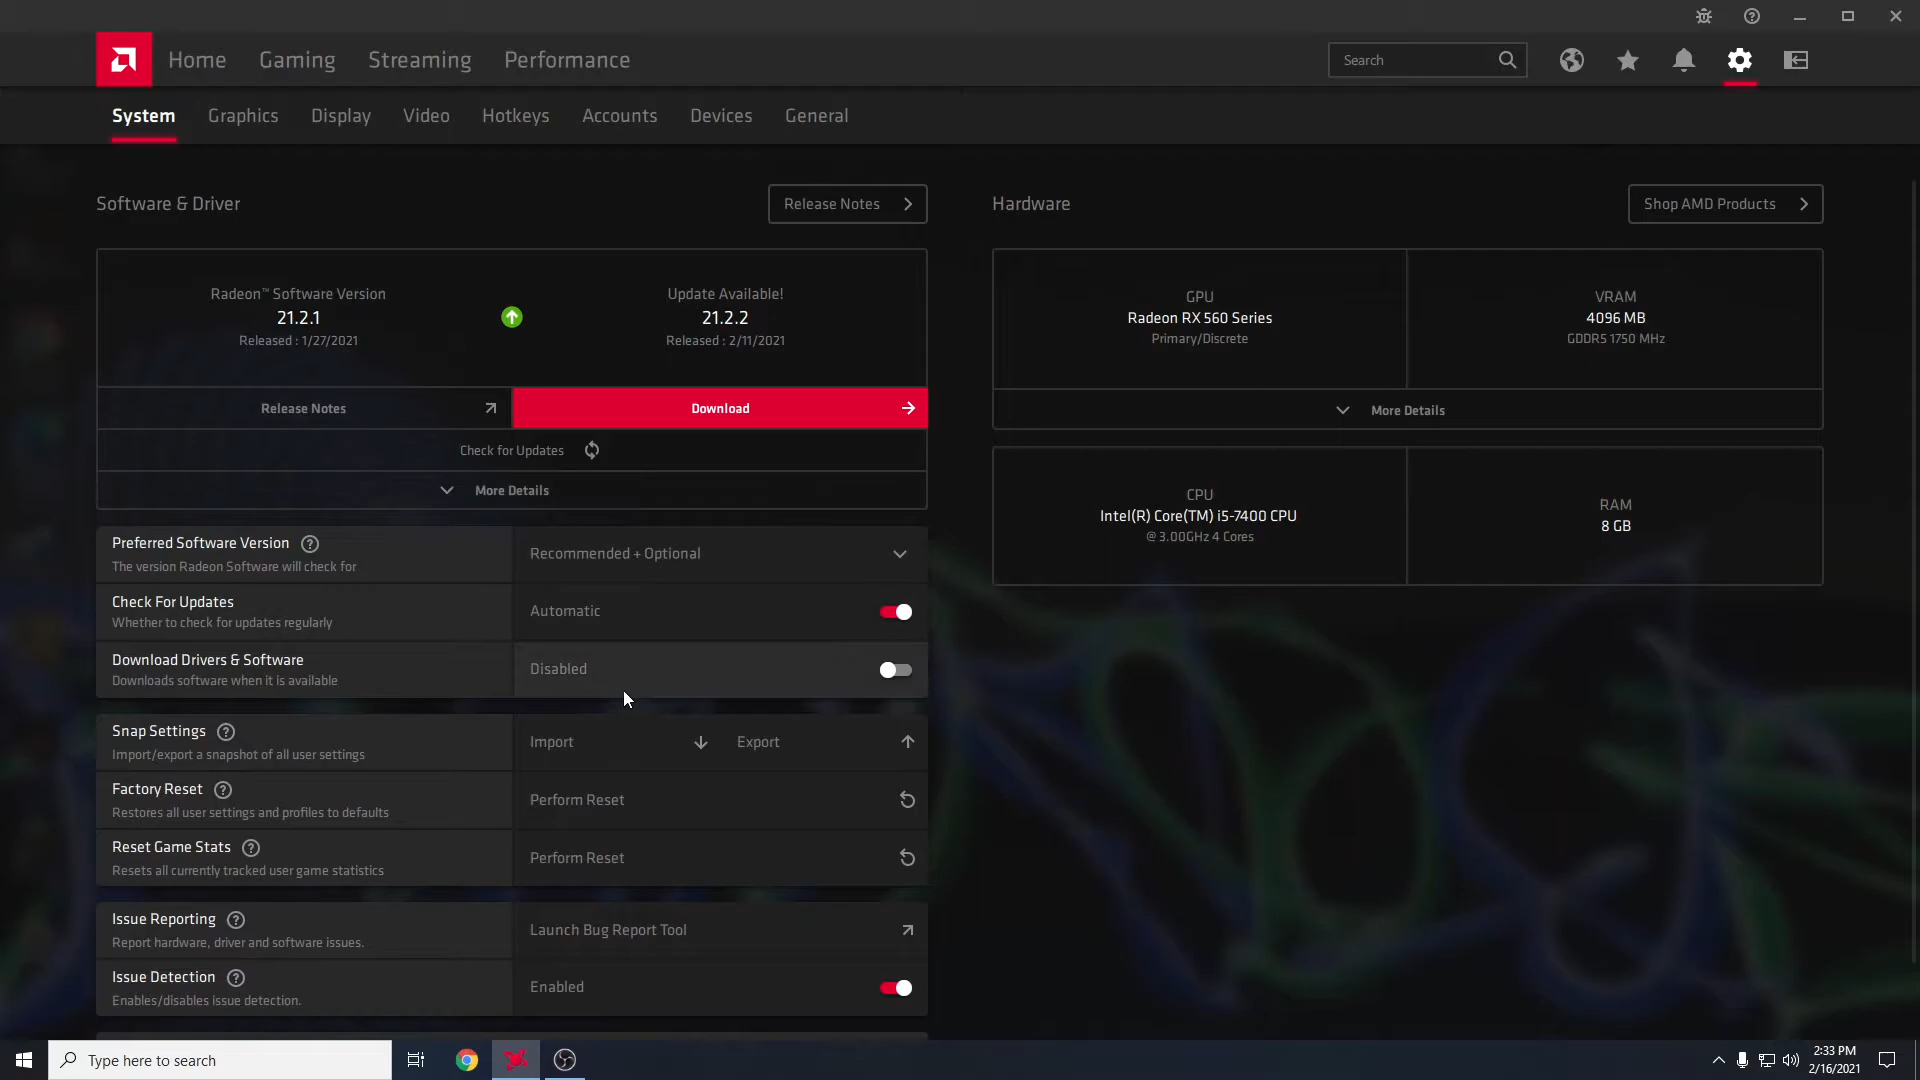 Home Gaming Streaming Performance Search
System Graphics Display Video Hotkeys Accounts Devices General
Software & Driver
Release Notes
Radeon™ Software Version
21.2.1
Released : 1/27/2021
Update Available!
21.2.2
Released : 2/11/2021
Release Notes
Download
Check for Updates
More Details
Preferred Software Version
The version Radeon Software will check for
Recommended + Optional
Check For Updates
Whether to check for updates regularly
Automatic
Download Drivers & Software
Downloads software when it is available
Disabled
Snap Settings
Import/export a snapshot of all user settings
Import
Export
Factory Reset
Restores all user settings and profiles to defaults
Perform Reset
Reset Game Stats
Resets all currently tracked user game statistics
Perform Reset
Issue Reporting
Report hardware, driver and software issues.
Launch Bug Report Tool
Issue Detection
Enables/disables issue detection.
Enabled
Hardware
Shop AMD Products
GPU
Radeon RX 560 Series
Primary/Discrete
VRAM
4096 MB
GDDR5 1750 MHz
More Details
CPU
Intel(R) Core(TM) i5-7400 CPU
@ 3.00GHz 4 Cores
RAM
8 GB
Type here to search
2:33 PM
2/16/2021